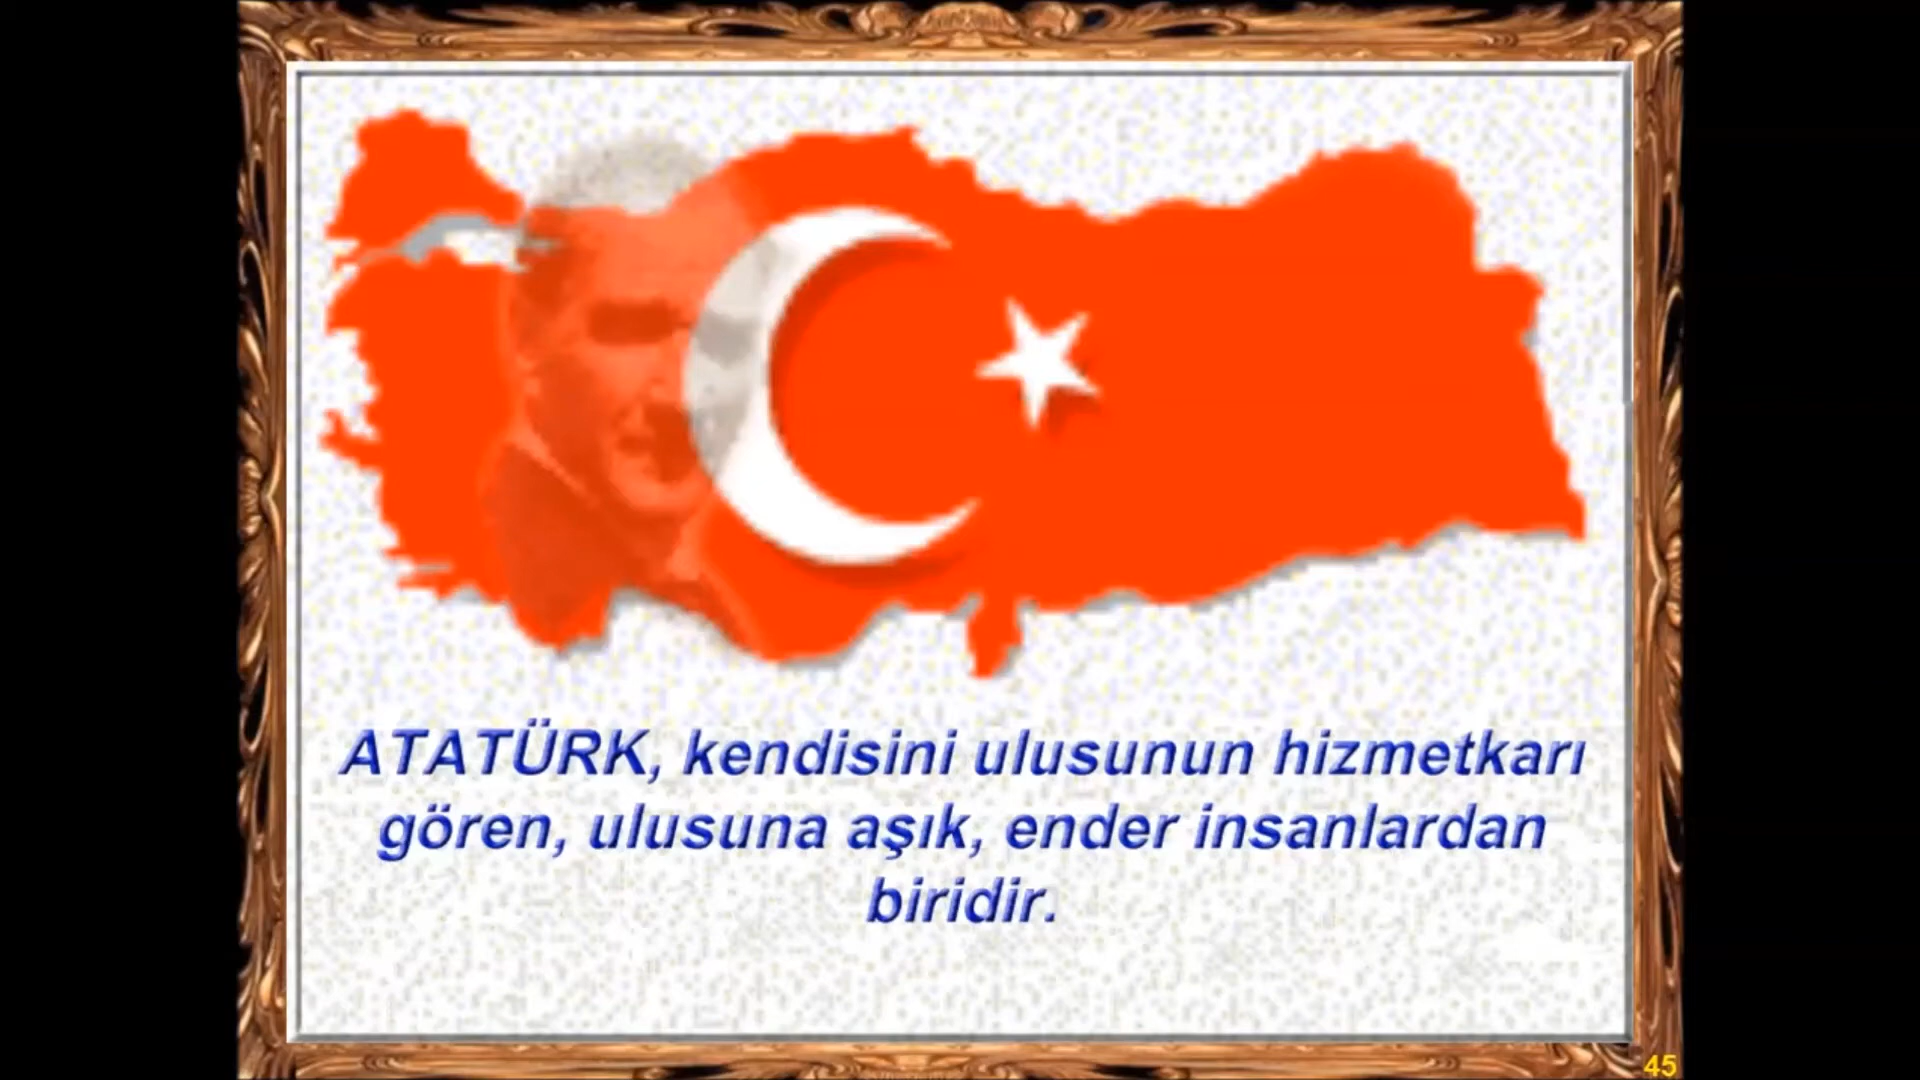 ATATÜRK, kendisini ulusunun hizmetkarı
gören, ulusuna aşık, ender insanlardan
biridir.
45